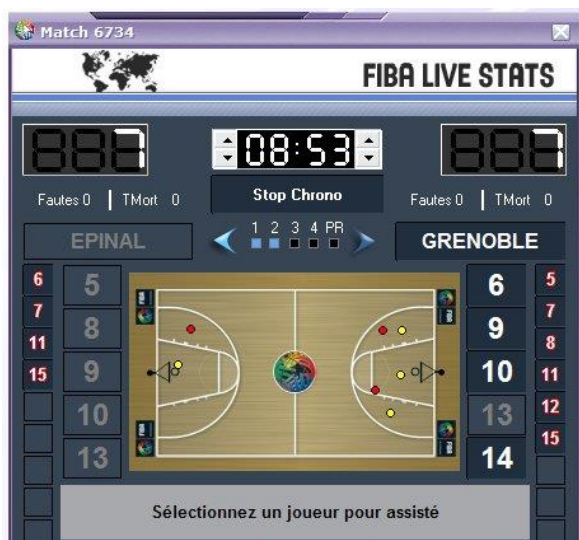 Match 6734
FIBA LIVE STATS
7 08:53 7
Fautes 0 TMort 0 Stop Chrono Fautes 0 TMort 0
1 2 3 4 PR
EPINAL GRENOBLE
6 5 6 5
7 8 9 7
11 9 10 8
15 10 13 11
13 14 12
15
Sélectionnez un joueur pour assisté